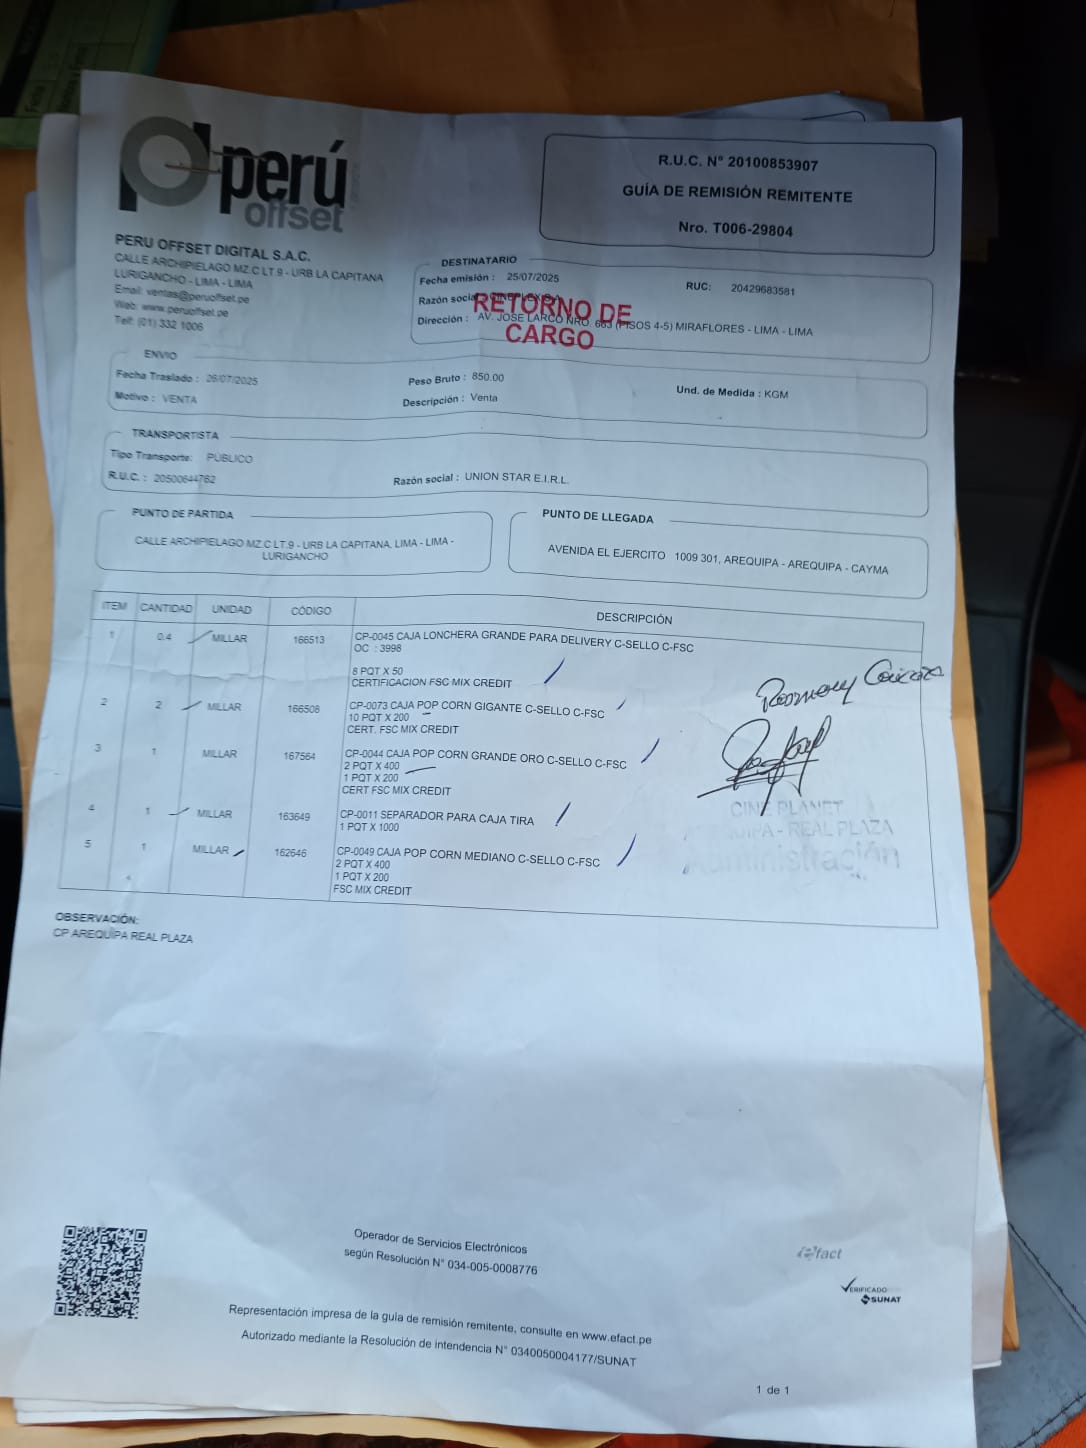 perú
offset
R.U.C. N° 20100853907
GUÍA DE REMISIÓN REMITENTE
Nro. T006-29804
PERU OFFSET DIGITAL S.A.C.
CALLE ARCHIPIELAGO MZ.C LT.9 - URB LA CAPITANA
LURIGANCHO - LIMA - LIMA
Email: ventas@peruoffset.pe
Web: www.peruoffset.pe
Telf: (01) 332 1006
DESTINATARIO
Fecha emisión : 25/07/2025
RUC: 20429683581
Razón social : CINEPLEX S.A.
Dirección : AV. JOSE LARCO NRO. 663 (PISOS 4-5) MIRAFLORES - LIMA - LIMA
RETORNO DE
CARGO
ENVIO
Fecha Traslado : 26/07/2025
Peso Bruto : 850.00
Und. de Medida : KGM
Motivo : VENTA
Descripción : Venta
TRANSPORTISTA
Tipo Transporte: PÚBLICO
R.U.C. : 20500644762
Razón social : UNION STAR E.I.R.L.
PUNTO DE PARTIDA
CALLE ARCHIPIELAGO MZ.C LT.9 - URB LA CAPITANA, LIMA - LIMA -
LURIGANCHO
PUNTO DE LLEGADA
AVENIDA EL EJERCITO 1009 301, AREQUIPA - AREQUIPA - CAYMA
ITEM CANTIDAD UNIDAD CÓDIGO DESCRIPCIÓN
1 0.4 MILLAR 166513 CP-0045 CAJA LONCHERA GRANDE PARA DELIVERY C-SELLO C-FSC
OC : 3998
8 PQT X 50
CERTIFICACION FSC MIX CREDIT
2 2 MILLAR 166508 CP-0073 CAJA POP CORN GIGANTE C-SELLO C-FSC
10 PQT X 200
CERT. FSC MIX CREDIT
3 1 MILLAR 167564 CP-0044 CAJA POP CORN GRANDE ORO C-SELLO C-FSC
2 PQT X 400
1 PQT X 200
CERT FSC MIX CREDIT
4 1 MILLAR 163649 CP-0011 SEPARADOR PARA CAJA TIRA
1 PQT X 1000
5 1 MILLAR 162646 CP-0049 CAJA POP CORN MEDIANO C-SELLO C-FSC
2 PQT X 400
1 PQT X 200
FSC MIX CREDIT
Rosmery
CINE PLANET
REAL PLAZA
Administración
OBSERVACIÓN:
CP AREQUIPA REAL PLAZA
Operador de Servicios Electrónicos
según Resolución N° 034-005-0008776
efact
VERIFICADO
SUNAT
Representación impresa de la guía de remisión remitente, consulte en www.efact.pe
Autorizado mediante la Resolución de intendencia N° 0340050004177/SUNAT
1 de 1